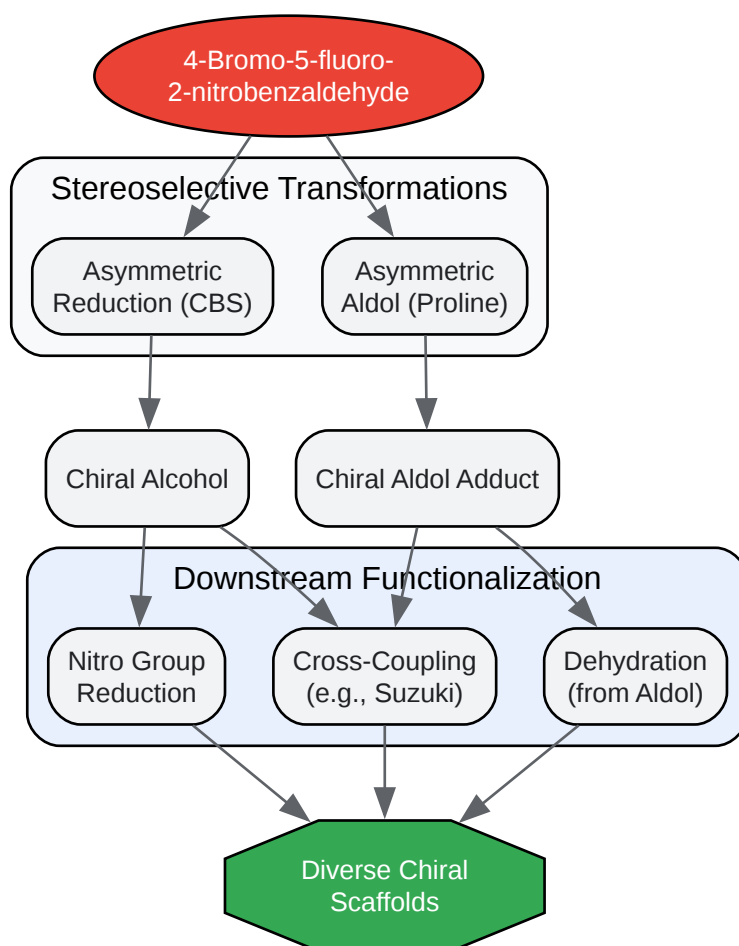 4-Bromo-5-fluoro-
2-nitrobenzaldehyde
Stereoselective Transformations
Asymmetric
Reduction (CBS)
Asymmetric
Aldol (Proline)
Chiral Alcohol
Chiral Aldol Adduct
Downstream Functionalization
Nitro Group
Reduction
Cross-Coupling
(e.g., Suzuki)
Dehydration
(from Aldol)
Diverse Chiral
Scaffolds